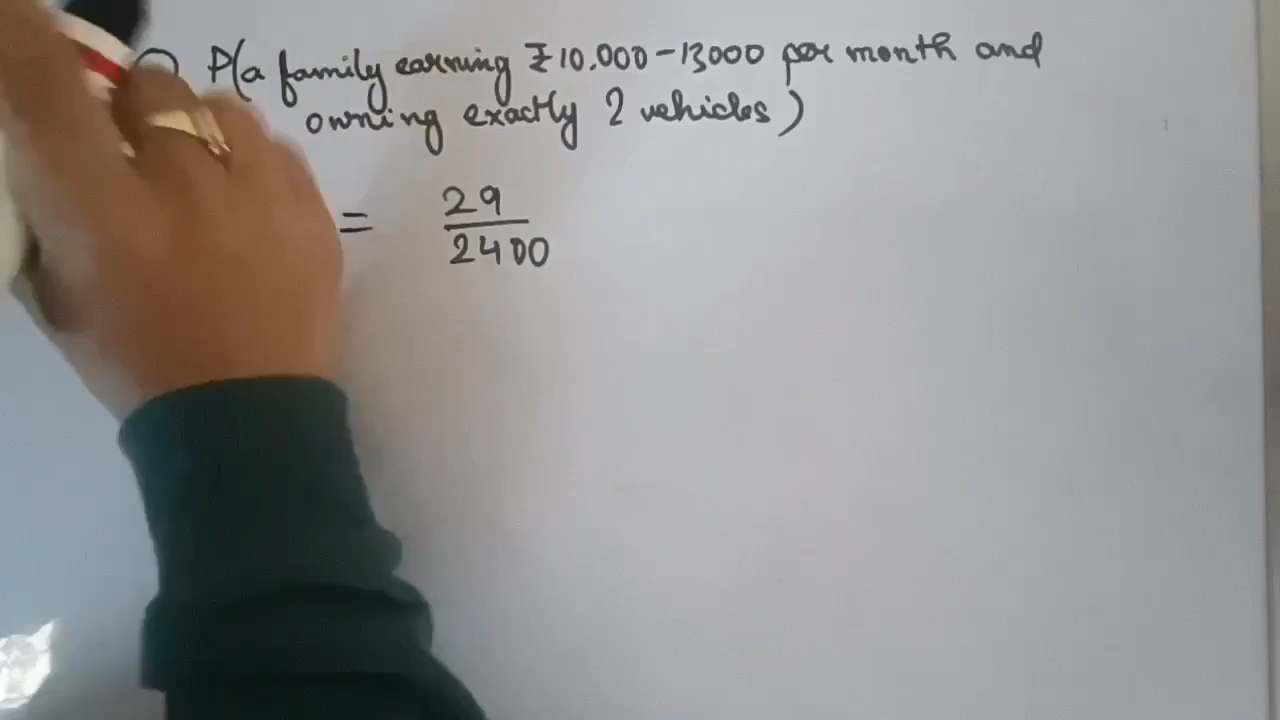 P(a family earning ₹10,000-13000 per month and
owning exactly 2 vehicles)
= 29
2400